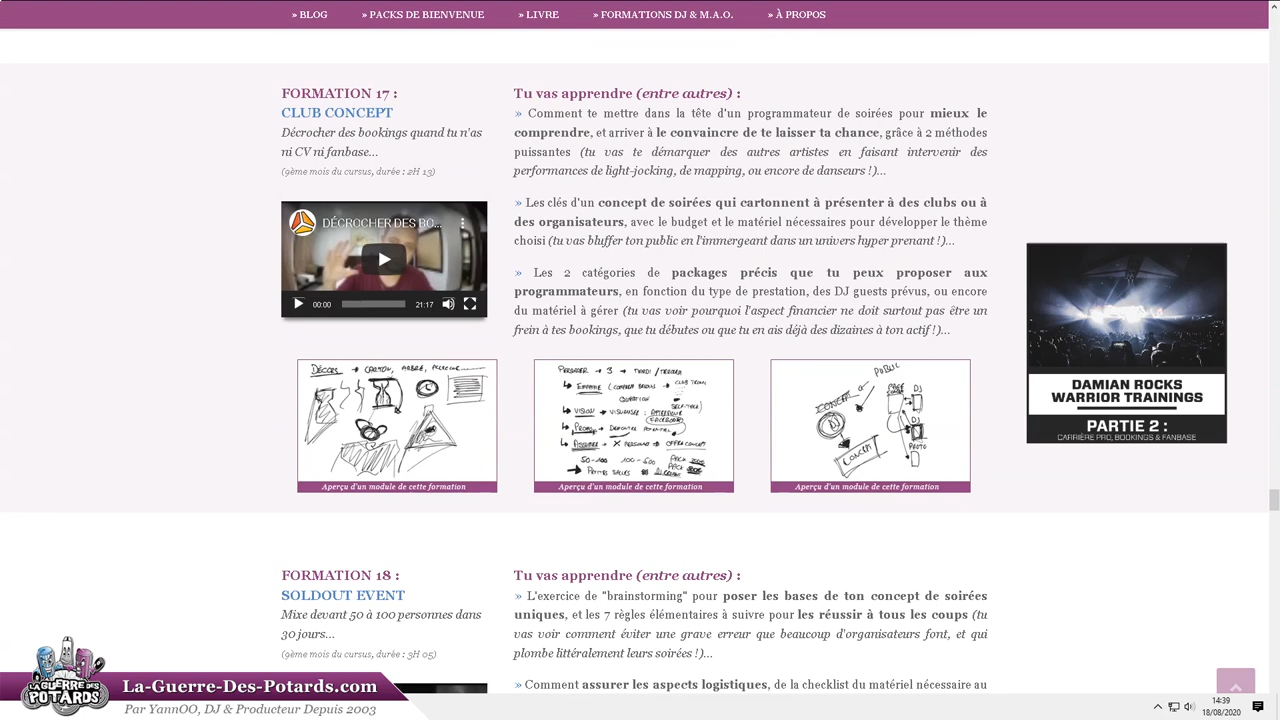 » BLOG » PACKS DE BIENVENUE » LIVRE » FORMATIONS DJ & M.A.O. » À PROPOS
FORMATION 17 :
CLUB CONCEPT
Décrocher des bookings quand tu n'as
ni CV ni fanbase...
(9ème mois du cursus, durée : 2H 13)
DÉCROCHER DES BO...
00:00 21:17
Tu vas apprendre (entre autres) :
» Comment te mettre dans la tête d'un programmateur de soirées pour mieux le
comprendre, et arriver à le convaincre de te laisser ta chance, grâce à 2 méthodes
puissantes (tu vas te démarquer des autres artistes en faisant intervenir des
performances de light-jocking, de mapping, ou encore de danseurs !)...
» Les clés d'un concept de soirées qui cartonnent à présenter à des clubs ou à
des organisateurs, avec le budget et le matériel nécessaires pour développer le thème
choisi (tu vas bluffer ton public en l'immergeant dans un univers hyper prenant !)...
» Les 2 catégories de packages précis que tu peux proposer aux
programmateurs, en fonction du type de prestation, des DJ guests prévus, ou encore
du matériel à gérer (tu vas voir pourquoi l'aspect financier ne doit surtout pas être un
frein à tes bookings, que tu débutes ou que tu en ais déjà des dizaines à ton actif !)...
Aperçu d'un module de cette formation
Aperçu d'un module de cette formation
PUBLIC
CONCEPT
DJ
DJ
Aperçu d'un module de cette formation
DAMIAN ROCKS
WARRIOR TRAININGS
PARTIE 2 :
CARRIÈRE PRO, BOOKINGS & FANBASE
FORMATION 18 :
SOLDOUT EVENT
Mixe devant 50 à 100 personnes dans
30 jours...
(9ème mois du cursus, durée : 3H 05)
Tu vas apprendre (entre autres) :
» L'exercice de "brainstorming" pour poser les bases de ton concept de soirées
uniques, et les 7 règles élémentaires à suivre pour les réussir à tous les coups (tu
vas voir comment éviter une grave erreur que beaucoup d'organisateurs font, et qui
plombe littéralement leurs soirées !)...
» Comment assurer les aspects logistiques, de la checklist du matériel nécessaire au
LA GUERRE DES
POTARDS
La-Guerre-Des-Potards.com
Par YannOO, DJ & Producteur Depuis 2003
14:39
18/08/2020